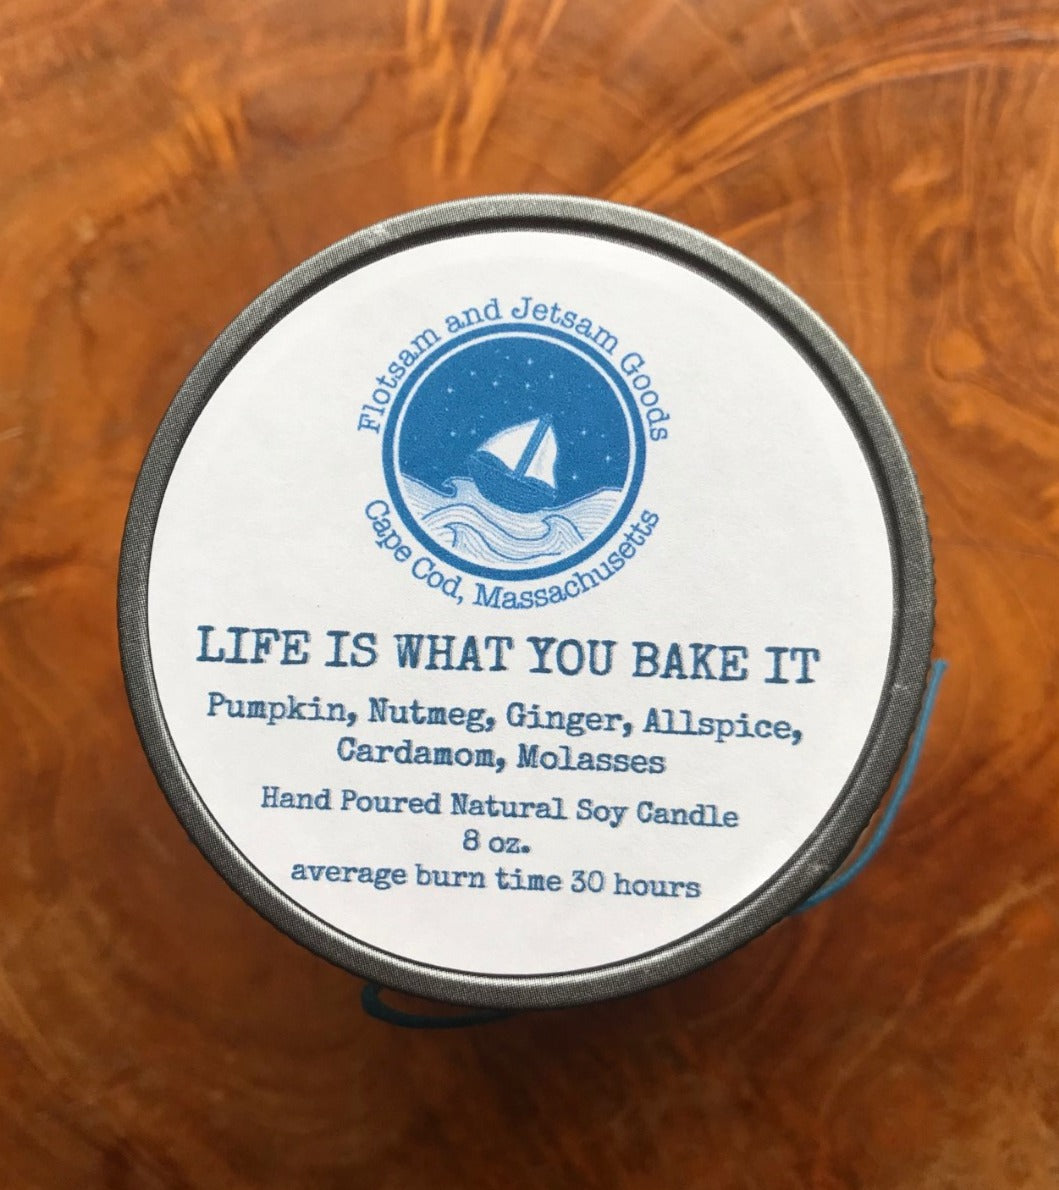 Flotsam and Jetsam Goods
Cape Cod, Massachusetts
LIFE IS WHAT YOU BAKE IT
Pumpkin, Nutmeg, Ginger, Allspice,
Cardamom, Molasses
Hand Poured Natural Soy Candle
8 oz.
average burn time 30 hours